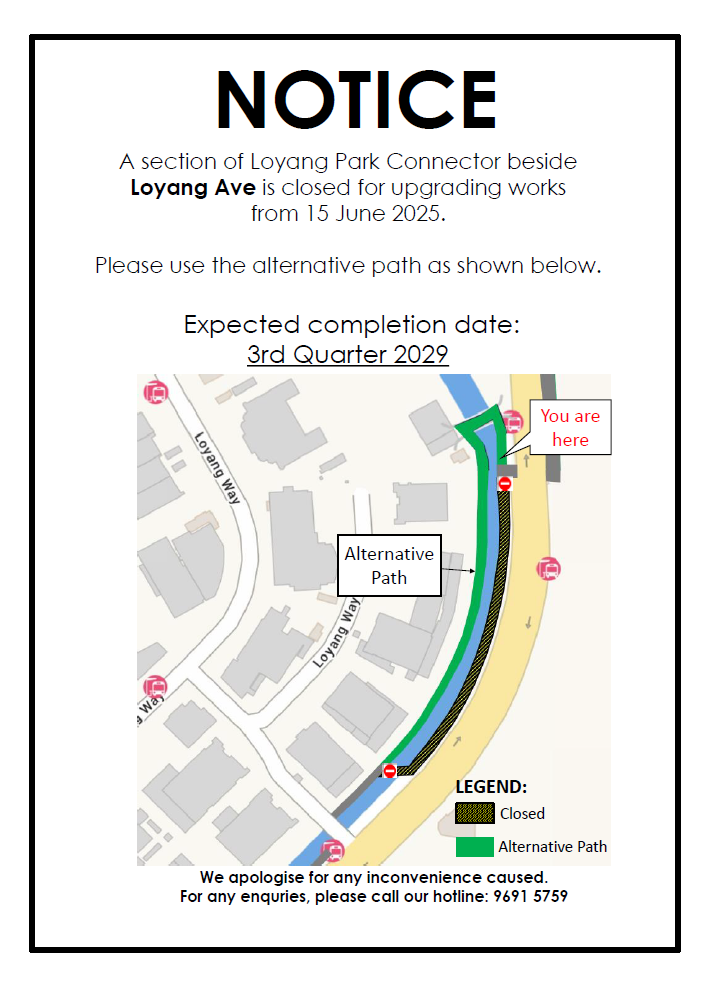 NOTICE
A section of Loyang Park Connector beside
Loyang Ave is closed for upgrading works
from 15 June 2025.
Please use the alternative path as shown below.
Expected completion date:
3rd Quarter 2029
You are
here
Loyang Way
Alternative
Path
Loyang Way
ng Way
LEGEND:
Closed
Alternative Path
We apologise for any inconvenience caused.
For any enquries, please call our hotline: 9691 5759